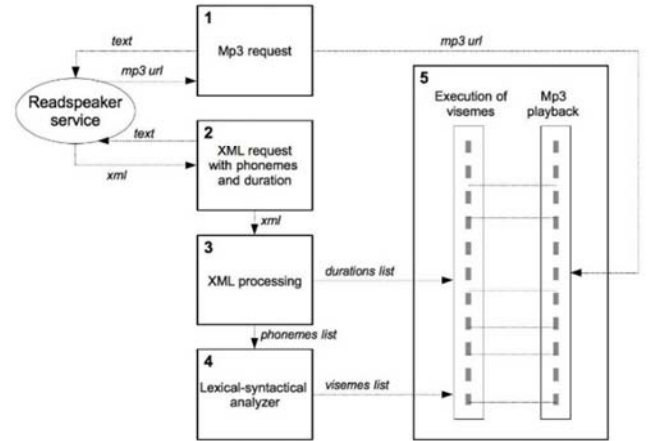 1
Mp3 request
text
mp3 url
mp3 url
Readspeaker
service
2
XML request
with phonemes
and duration
text
xml
xml
3
XML processing
durations list
phonemes list
4
Lexical-syntactical
analyzer
visemes list
5
Execution of
visemes
Mp3
playback